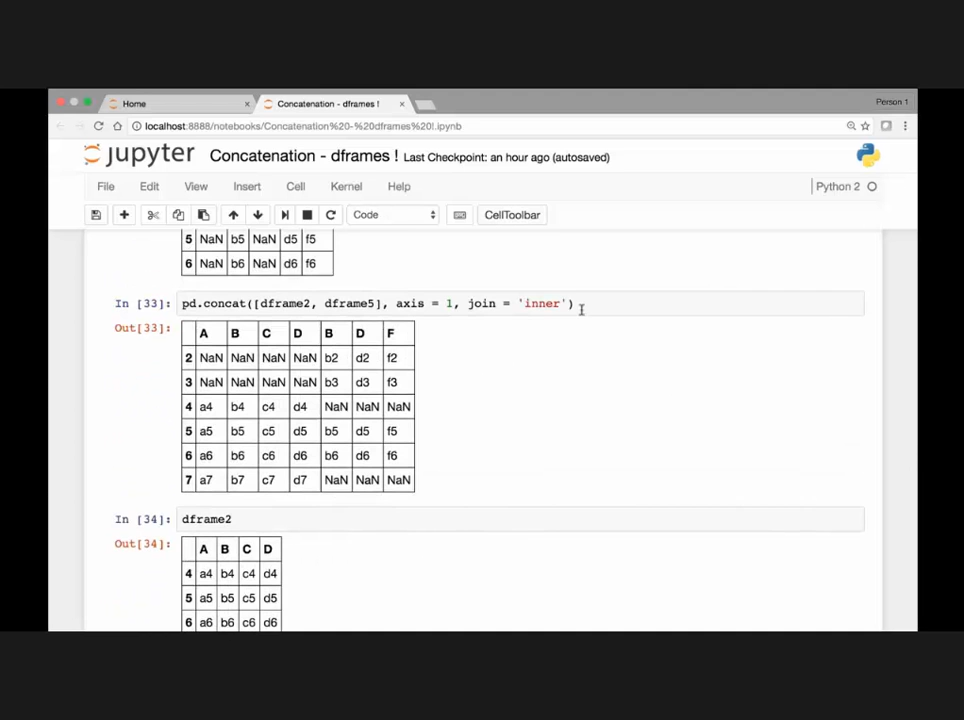 Home
Concatenation - dframes !
Person 1
localhost:8888/notebooks/Concatenation%20-%20dframes%20!.ipynb
jupyter Concatenation - dframes ! Last Checkpoint: an hour ago (autosaved)
File Edit View Insert Cell Kernel Help Python 2
Code CellToolbar
5 NaN b5 NaN d5 f5
6 NaN b6 NaN d6 f6
In [33]: pd.concat([dframe2, dframe5], axis = 1, join = 'inner')
Out[33]:
A B C D B D F
2 NaN NaN NaN NaN b2 d2 f2
3 NaN NaN NaN NaN b3 d3 f3
4 a4 b4 c4 d4 NaN NaN NaN
5 a5 b5 c5 d5 b5 d5 f5
6 a6 b6 c6 d6 b6 d6 f6
7 a7 b7 c7 d7 NaN NaN NaN
In [34]: dframe2
Out[34]:
A B C D
4 a4 b4 c4 d4
5 a5 b5 c5 d5
6 a6 b6 c6 d6